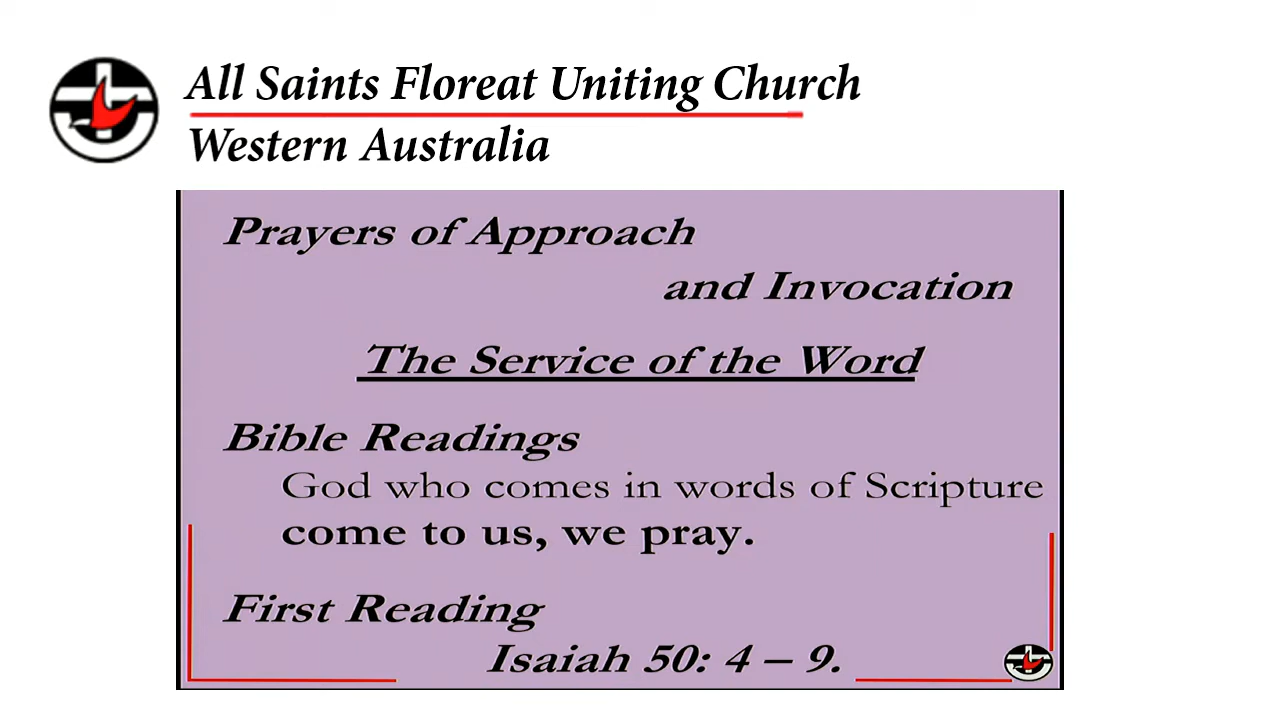 All Saints Floreat Uniting Church
Western Australia
Prayers of Approach
and Invocation
The Service of the Word
Bible Readings
God who comes in words of Scripture
come to us, we pray.
First Reading
Isaiah 50: 4 – 9.